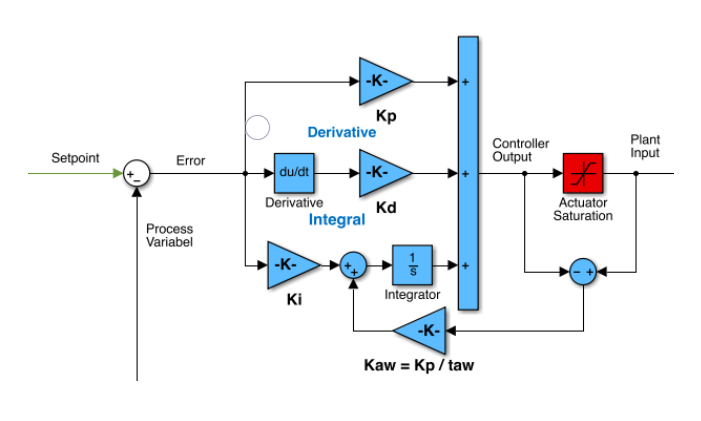 -K-
Kp
Derivative
Setpoint
Error
+
−
Process
Variabel
du/dt
Derivative
-K-
Kd
Integral
-K-
Ki
+
+
1
s
Integrator
+
+
+
Controller
Output
Actuator
Saturation
Plant
Input
− +
-K-
Kaw = Kp / taw